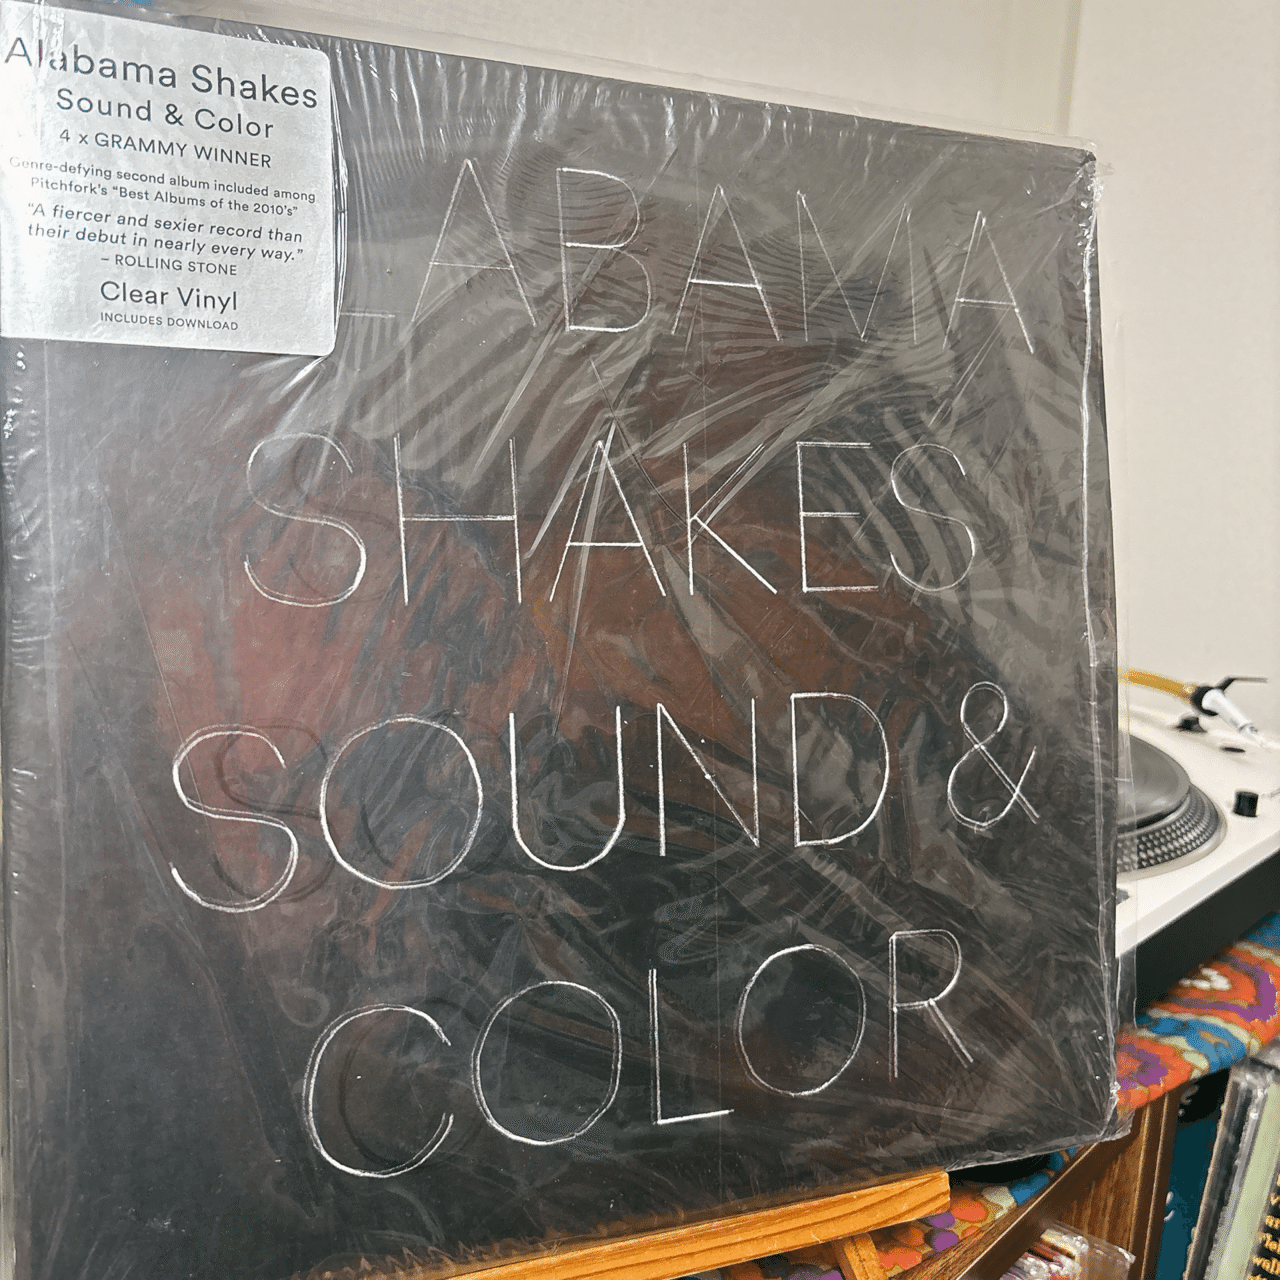 Alabama Shakes
Sound & Color
4 x GRAMMY WINNER
Genre-defying second album included among
Pitchfork's "Best Albums of the 2010's"
"A fiercer and sexier record than
their debut in nearly every way."
– ROLLING STONE
Clear Vinyl
INCLUDES DOWNLOAD
LABAMA
SHAKES
SOUND &
COLOR